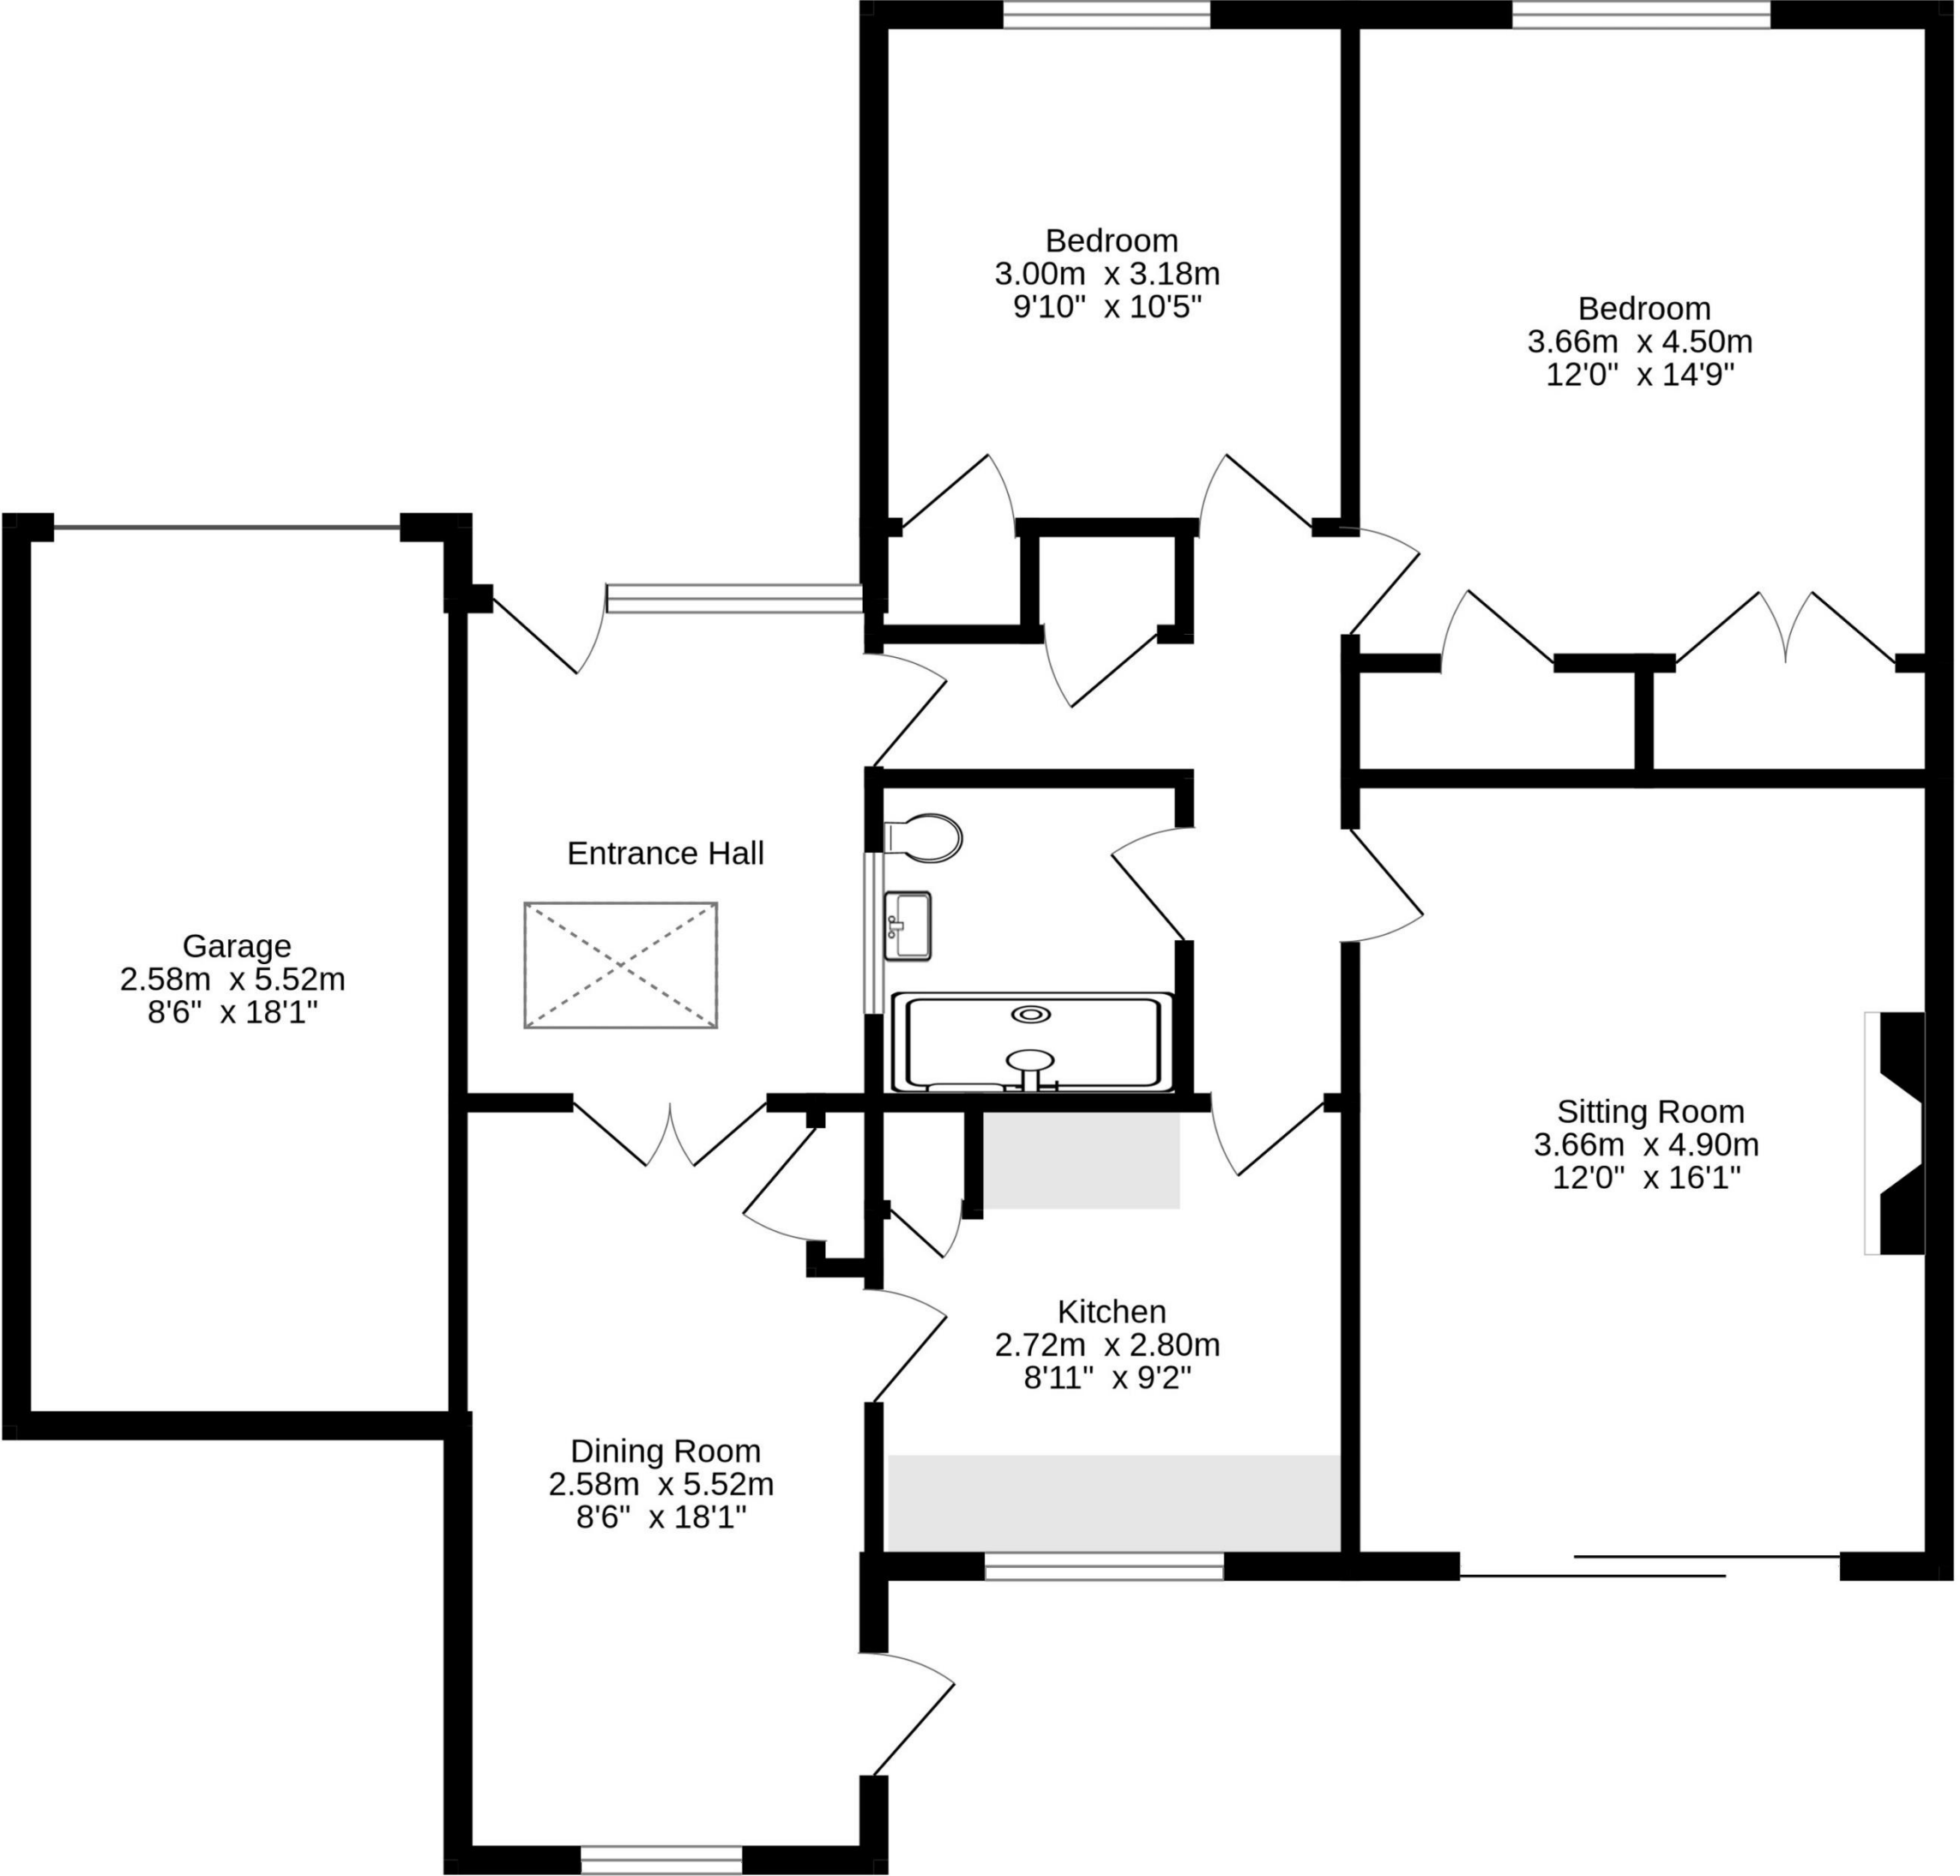 Bedroom
3.00m x 3.18m
9'10" x 10'5"
Bedroom
3.66m x 4.50m
12'0" x 14'9"
Entrance Hall
Garage
2.58m x 5.52m
8'6" x 18'1"
Sitting Room
3.66m x 4.90m
12'0" x 16'1"
Kitchen
2.72m x 2.80m
8'11" x 9'2"
Dining Room
2.58m x 5.52m
8'6" x 18'1"